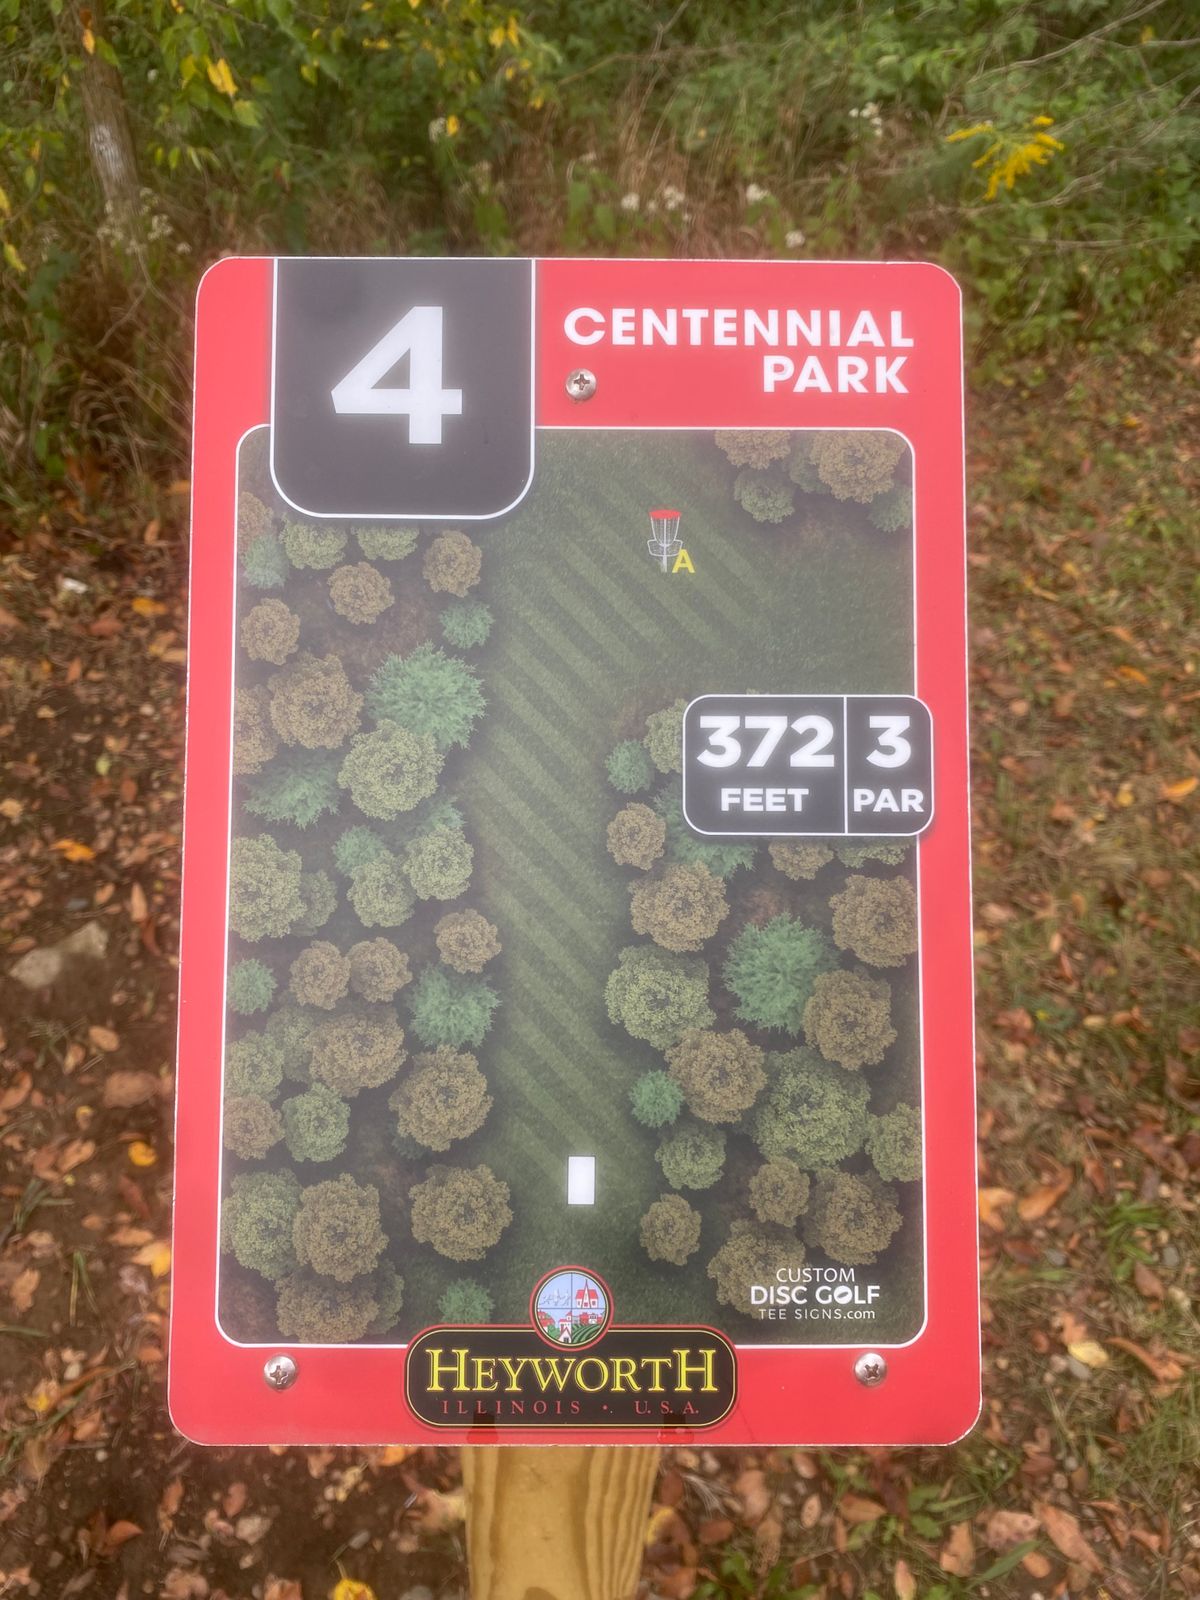 4
CENTENNIAL
PARK
A
372
FEET
3
PAR
CUSTOM
DISC GOLF
TEE SIGNS.com
HEYWORTH
ILLINOIS · U.S.A.